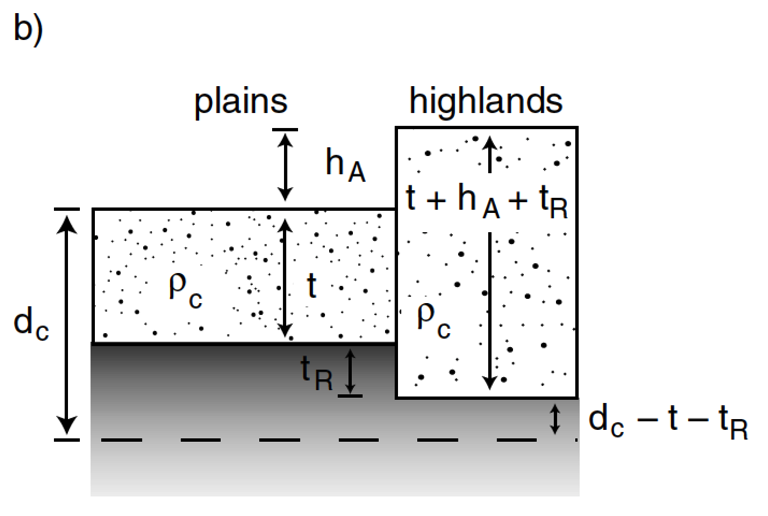 b)
plains
highlands
hA
t + hA + tR
ρc
t
dc
ρc
tR
dc – t – tR